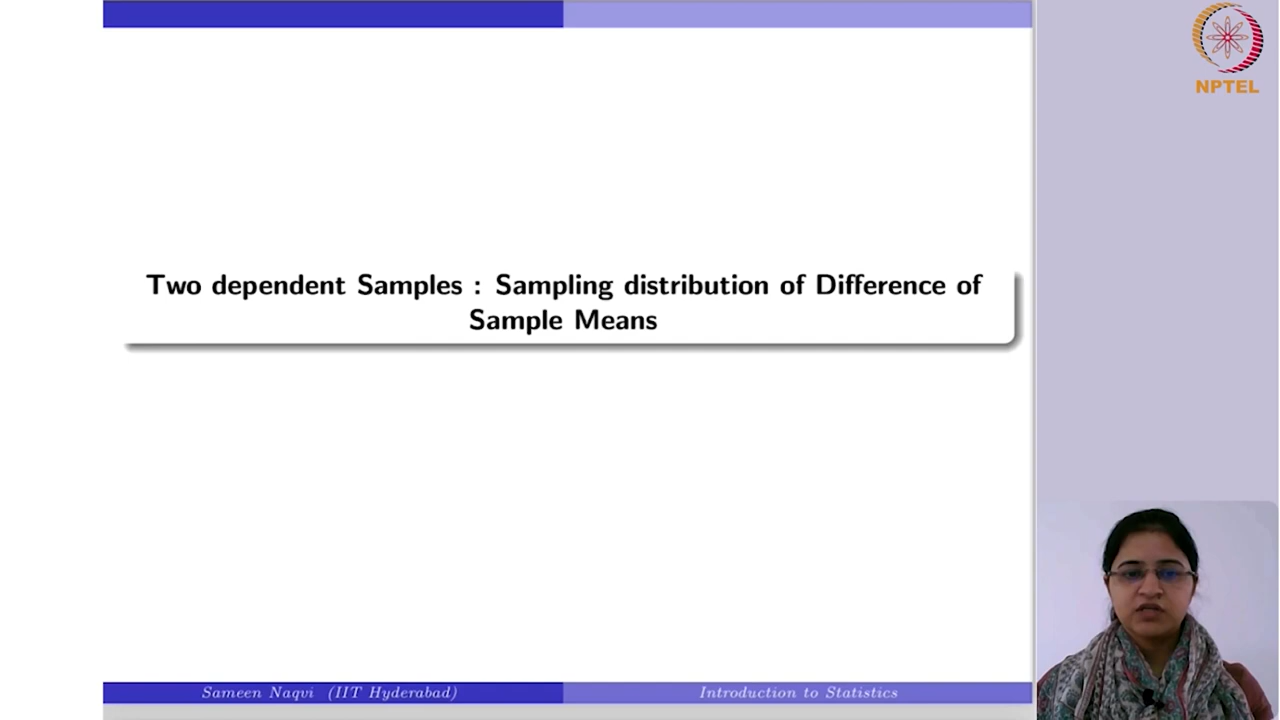 NPTEL
Two dependent Samples : Sampling distribution of Difference of
Sample Means
Sameen Naqvi (IIT Hyderabad)
Introduction to Statistics